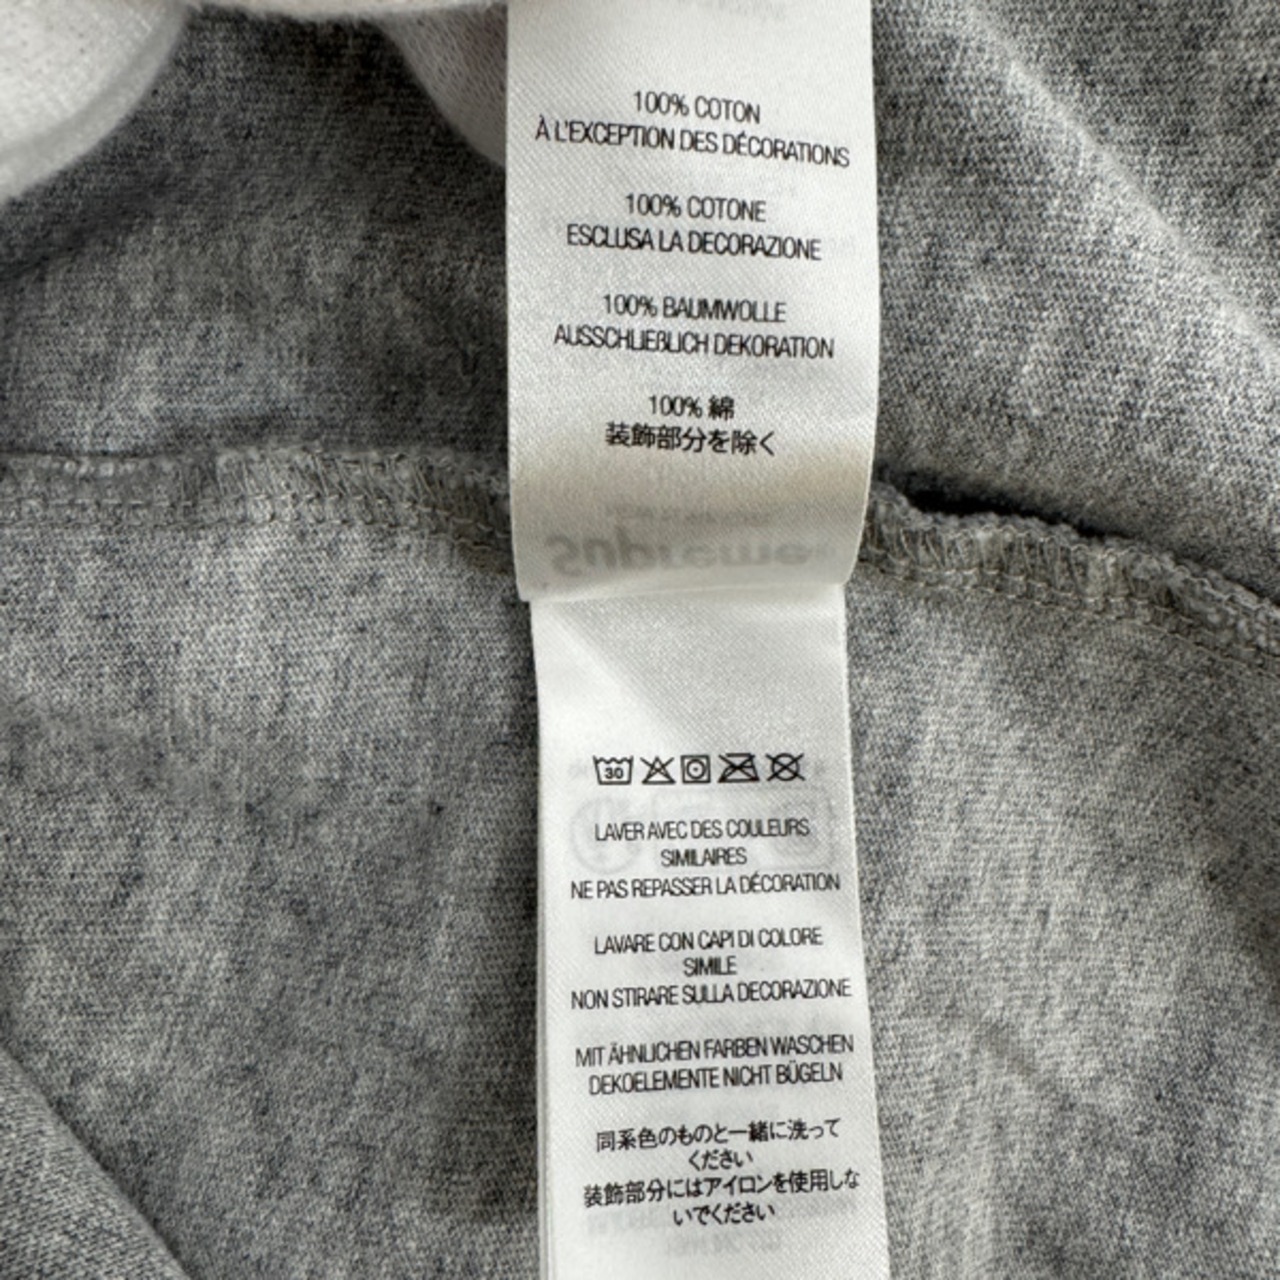 100% COTON
À L'EXCEPTION DES DÉCORATIONS
100% COTONE
ESCLUSA LA DECORAZIONE
100% BAUMWOLLE
AUSSCHLIEßLICH DEKORATION
100% 綿
装飾部分を除く
Supreme
30
LAVER AVEC DES COULEURS
SIMILAIRES
NE PAS REPASSER LA DÉCORATION
LAVARE CON CAPI DI COLORE
SIMILE
NON STIRARE SULLA DECORAZIONE
MIT ÄHNLICHEN FARBEN WASCHEN
DEKOELEMENTE NICHT BÜGELN
同系色のものと一緒に洗って
ください
装飾部分にはアイロンを使用しな
いでください